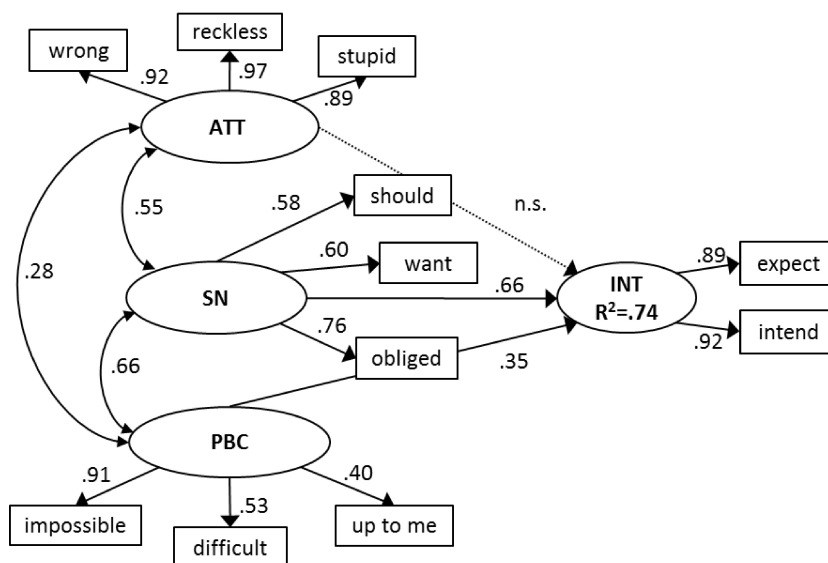 reckless
wrong
stupid
.92
.97
.89
ATT
should
n.s.
.55
.58
.28
.60
want
.89
expect
SN
.66
INT
R²=.74
.76
obliged
.35
.92
intend
.66
PBC
.91
.53
.40
impossible
difficult
up to me